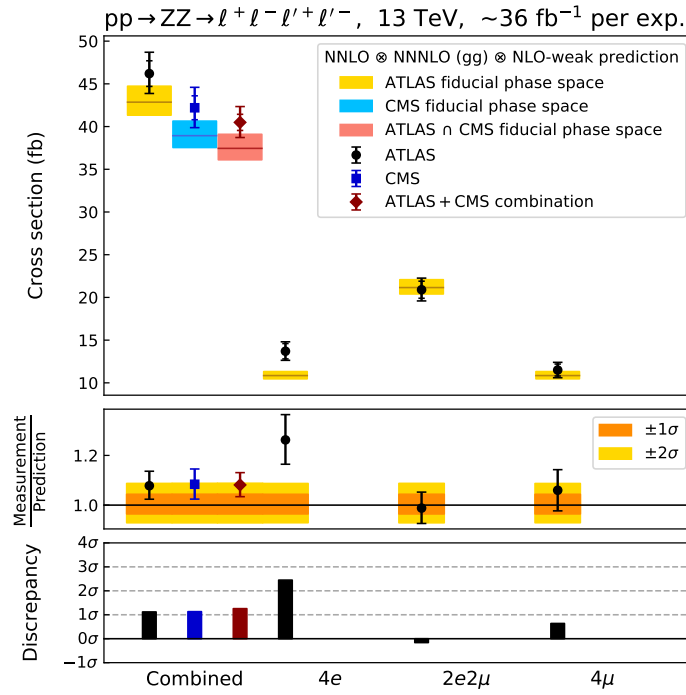 pp→ZZ→ℓ⁺ℓ⁻ℓ′⁺ℓ′⁻, 13 TeV, ~36 fb⁻¹ per exp.
50
45
40
35
30
25
20
15
10
Cross section (fb)
NNLO ⊗ NNNLO (gg) ⊗ NLO-weak prediction
ATLAS fiducial phase space
CMS fiducial phase space
ATLAS ∩ CMS fiducial phase space
ATLAS
CMS
ATLAS + CMS combination
Measurement
Prediction
1.2
1.0
±1σ
±2σ
Discrepancy
4σ
3σ
2σ
1σ
0σ
−1σ
Combined 4e 2e2μ 4μ